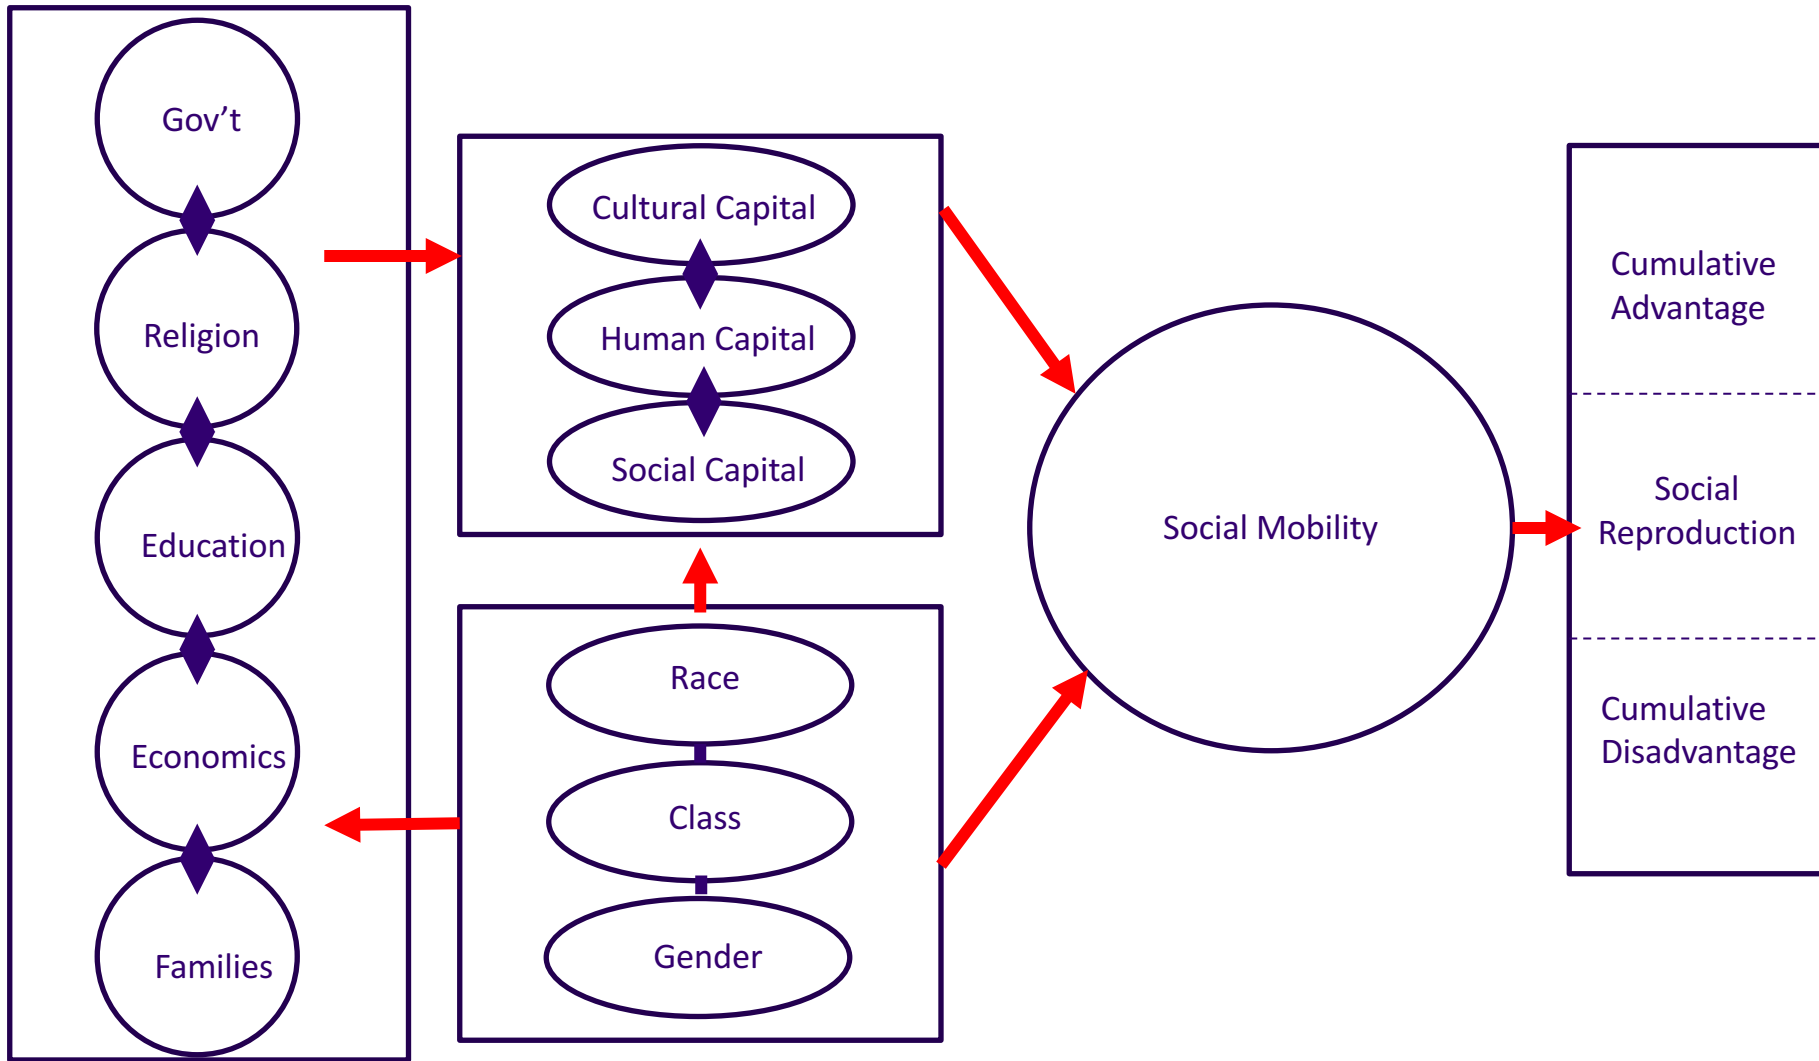 Gov’t
Religion
Education
Economics
Families
Cultural Capital
Human Capital
Social Capital
Race
Class
Gender
Social Mobility
Cumulative
Advantage
Social
Reproduction
Cumulative
Disadvantage